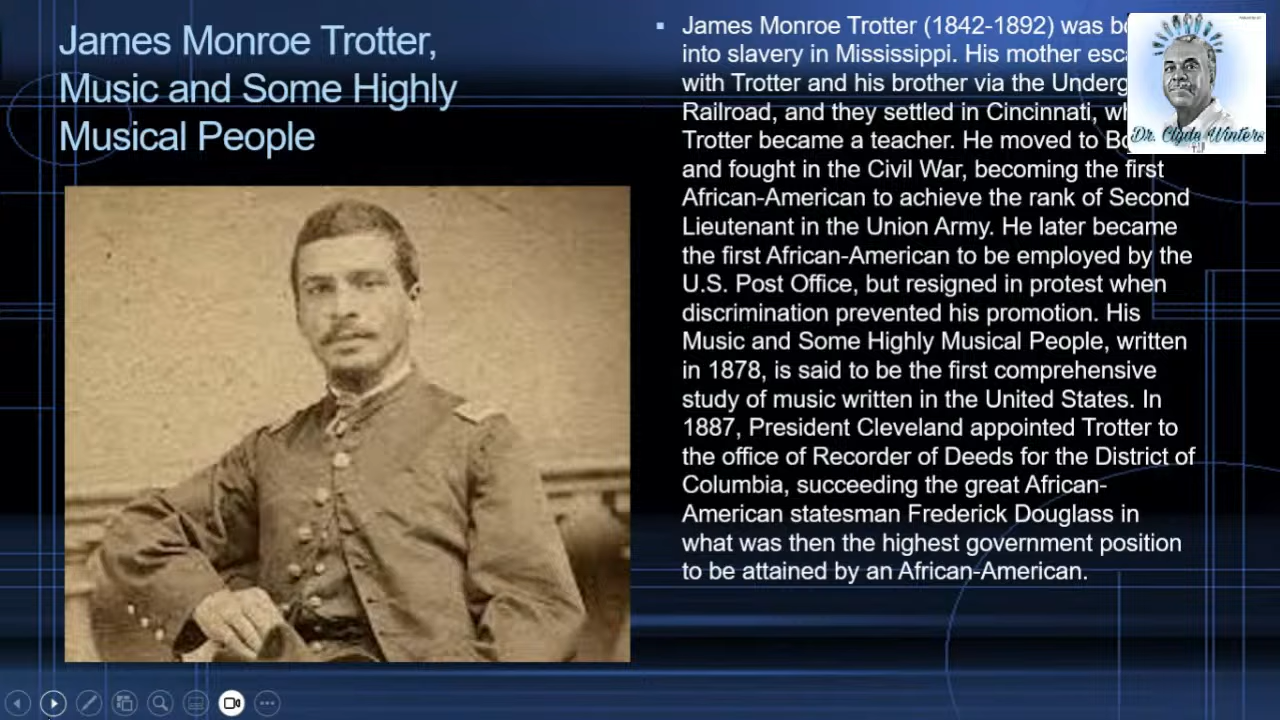 James Monroe Trotter,
Music and Some Highly
Musical People
James Monroe Trotter (1842-1892) was
into slavery in Mississippi. His mother
with Trotter and his brother via the
Railroad, and they settled in Cincinnati,
Trotter became a teacher. He moved to
and fought in the Civil War, becoming the first
African-American to achieve the rank of Second
Lieutenant in the Union Army. He later became
the first African-American to be employed by the
U.S. Post Office, but resigned in protest when
discrimination prevented his promotion. His
Music and Some Highly Musical People, written
in 1878, is said to be the first comprehensive
study of music written in the United States. In
1887, President Cleveland appointed Trotter to
the office of Recorder of Deeds for the District of
Columbia, succeeding the great African-
American statesman Frederick Douglass in
what was then the highest government position
to be attained by an African-American.
Dr. Clyde Winters